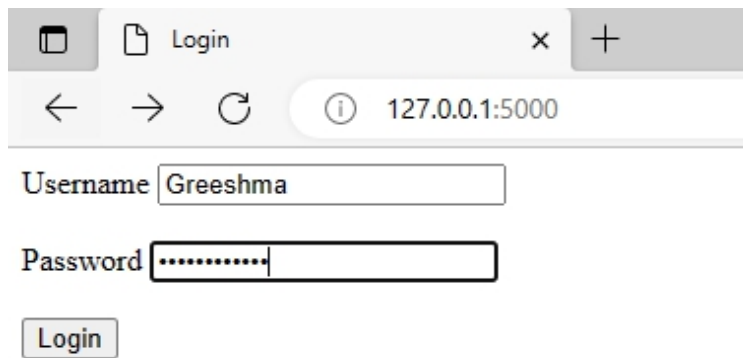 Login
127.0.0.1:5000
Username Greeshma
Password ••••••••••••
Login